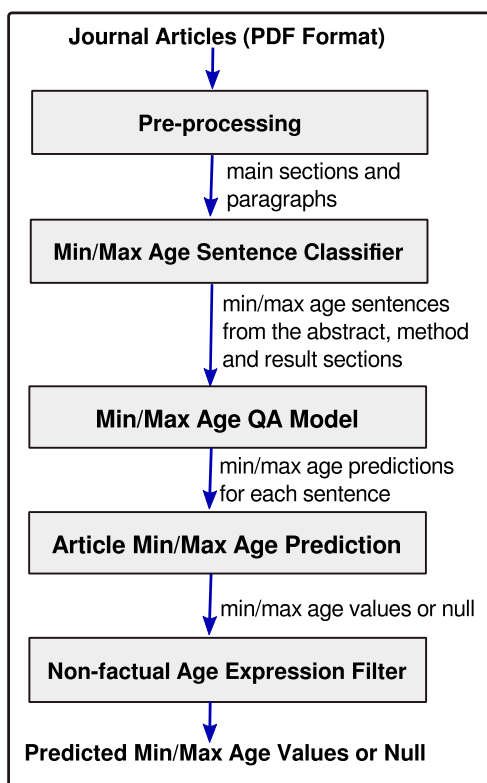 Journal Articles (PDF Format)
Pre-processing
main sections and
paragraphs
Min/Max Age Sentence Classifier
min/max age sentences
from the abstract, method
and result sections
Min/Max Age QA Model
min/max age predictions
for each sentence
Article Min/Max Age Prediction
min/max age values or null
Non-factual Age Expression Filter
Predicted Min/Max Age Values or Null